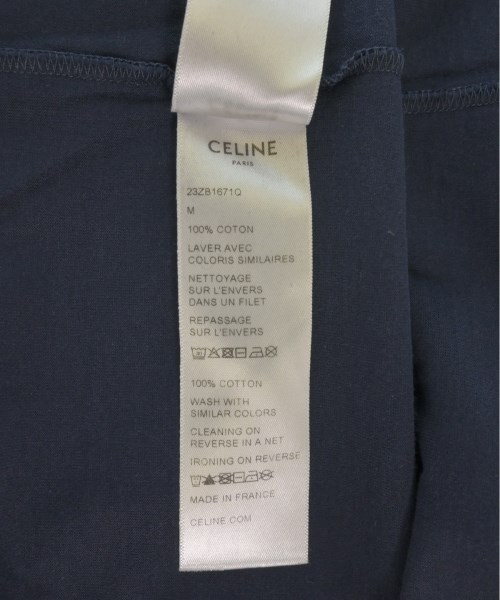 CELINE
PARIS
23ZB1671Q
M
100% COTON
LAVER AVEC
COLORIS SIMILAIRES
NETTOYAGE
SUR L'ENVERS
DANS UN FILET
REPASSAGE
SUR L'ENVERS
100% COTTON
WASH WITH
SIMILAR COLORS
CLEANING ON
REVERSE IN A NET
IRONING ON REVERSE
MADE IN FRANCE
CELINE.COM